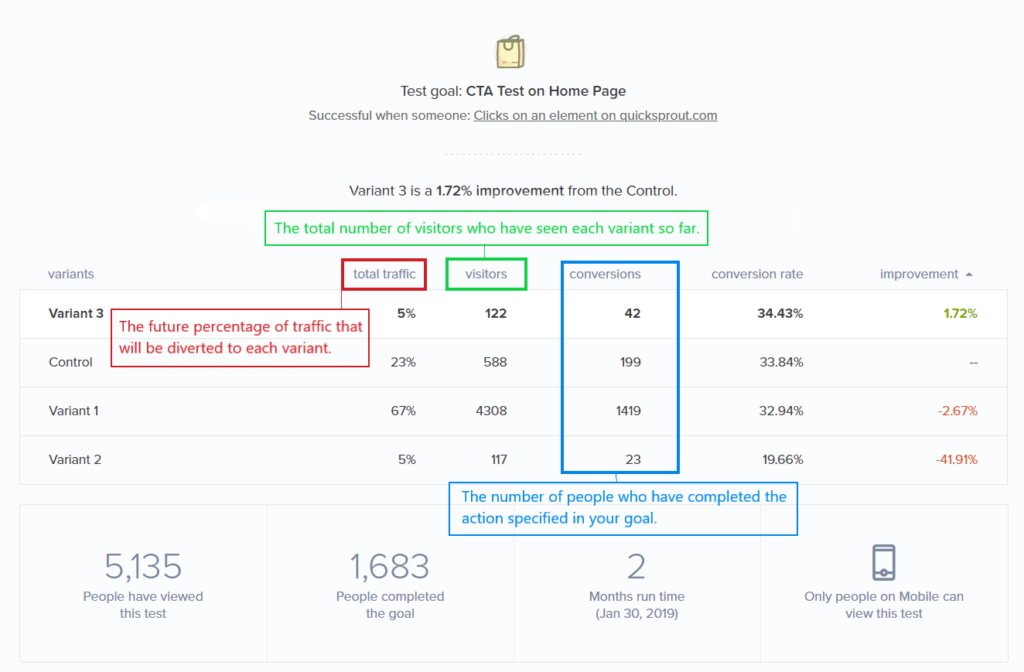 Test goal: CTA Test on Home Page
Successful when someone: Clicks on an element on quicksprout.com
Variant 3 is a 1.72% improvement from the Control.
The total number of visitors who have seen each variant so far.
variants total traffic visitors conversions conversion rate improvement
Variant 3 5% 122 42 34.43% 1.72%
The future percentage of traffic that
will be diverted to each variant.
Control 23% 588 199 33.84% --
Variant 1 67% 4308 1419 32.94% -2.67%
Variant 2 5% 117 23 19.66% -41.91%
The number of people who have completed the
action specified in your goal.
5,135
People have viewed
this test
1,683
People completed
the goal
2
Months run time
(Jan 30, 2019)
Only people on Mobile can
view this test